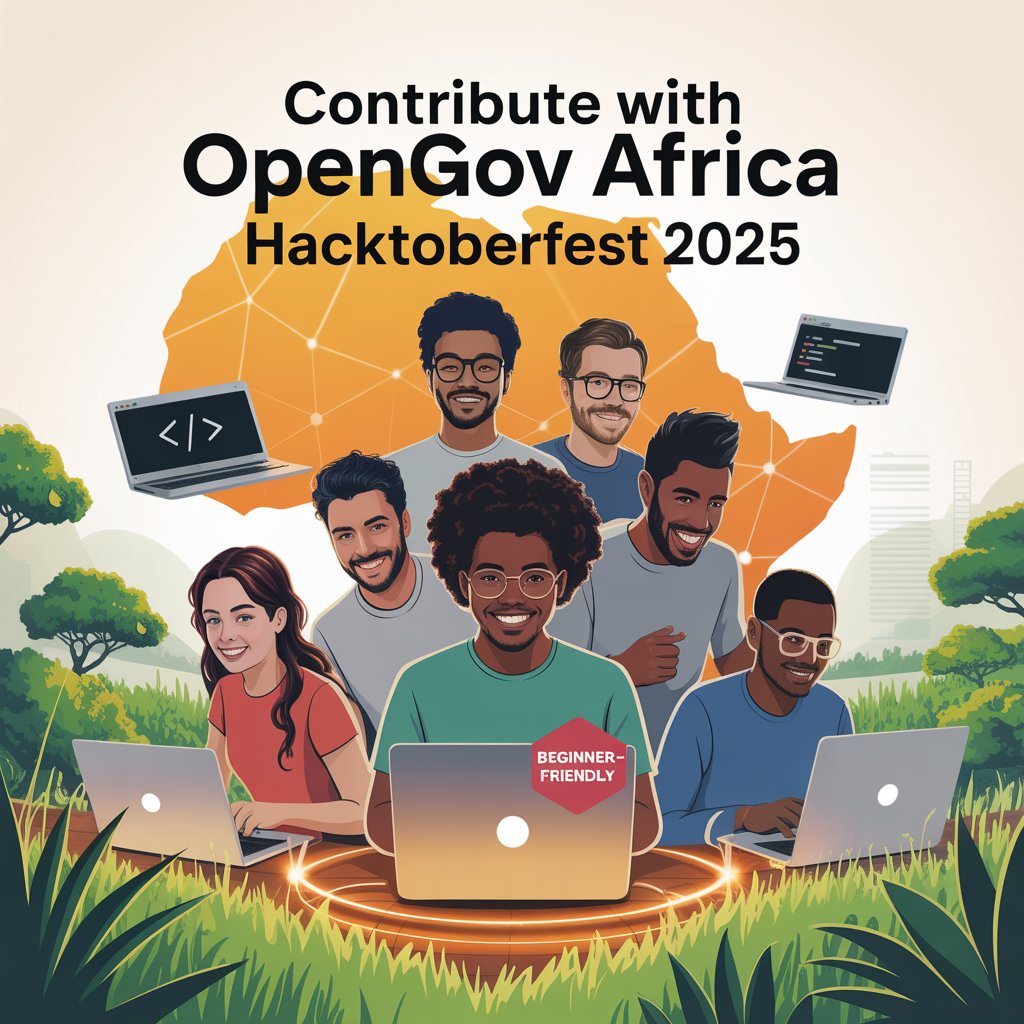 Contribute with
OpenGov Africa
Hacktoberfest 2025
</>
BEGINNER-
FRIENDLY